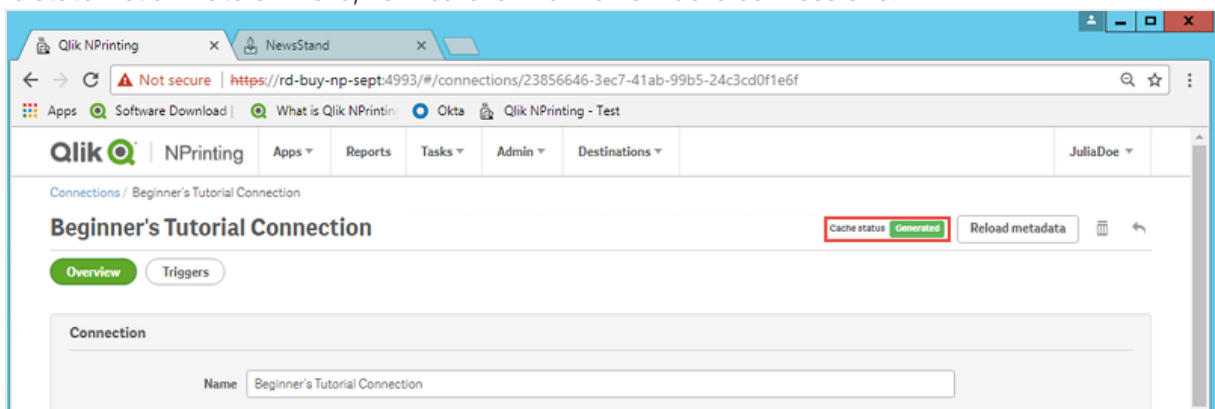 Qlik NPrinting NewsStand
Not secure https://rd-buy-np-sept:4993/#/connections/23856646-3ec7-41ab-99b5-24c3cd0f1e6f
Apps Software Download | What is Qlik NPrinting Okta Qlik NPrinting - Test
Qlik NPrinting Apps Reports Tasks Admin Destinations JuliaDoe
Connections / Beginner's Tutorial Connection
Beginner's Tutorial Connection Cache status Generated Reload metadata
Overview Triggers
Connection
Name Beginner's Tutorial Connection